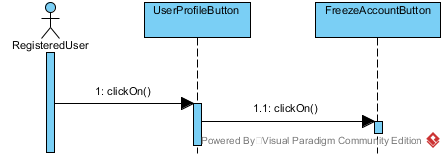 UserProfileButton
FreezeAccountButton
RegisteredUser
1: clickOn()
1.1: clickOn()
Powered By Visual Paradigm Community Edition